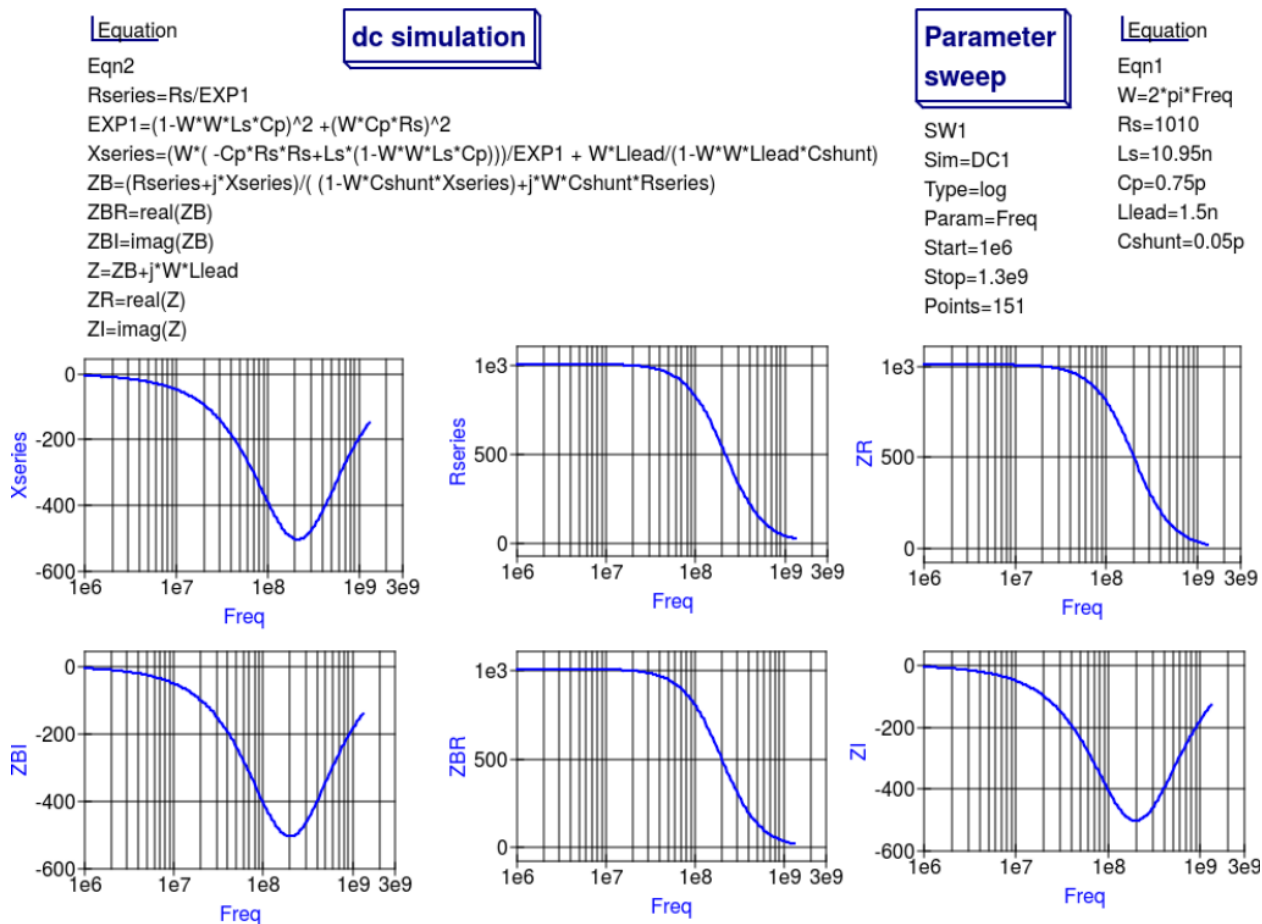 Equation
Eqn2
Rseries=Rs/EXP1
EXP1=(1-W*W*Ls*Cp)^2 +(W*Cp*Rs)^2
Xseries=(W*( -Cp*Rs*Rs+Ls*(1-W*W*Ls*Cp)))/EXP1 + W*Llead/(1-W*W*Llead*Cshunt)
ZB=(Rseries+j*Xseries)/( (1-W*Cshunt*Xseries)+j*W*Cshunt*Rseries)
ZBR=real(ZB)
ZBI=imag(ZB)
Z=ZB+j*W*Llead
ZR=real(Z)
ZI=imag(Z)
dc simulation
Parameter
sweep
SW1
Sim=DC1
Type=log
Param=Freq
Start=1e6
Stop=1.3e9
Points=151
Equation
Eqn1
W=2*pi*Freq
Rs=1010
Ls=10.95n
Cp=0.75p
Llead=1.5n
Cshunt=0.05p
Xseries
0
-200
-400
-600
1e6 1e7 1e8 1e9 3e9
Freq
Rseries
1e3
500
0
1e6 1e7 1e8 1e9 3e9
Freq
ZR
1e3
500
0
1e6 1e7 1e8 1e9 3e9
Freq
ZBI
0
-200
-400
-600
1e6 1e7 1e8 1e9 3e9
Freq
ZBR
1e3
500
0
1e6 1e7 1e8 1e9 3e9
Freq
ZI
0
-200
-400
-600
1e6 1e7 1e8 1e9 3e9
Freq